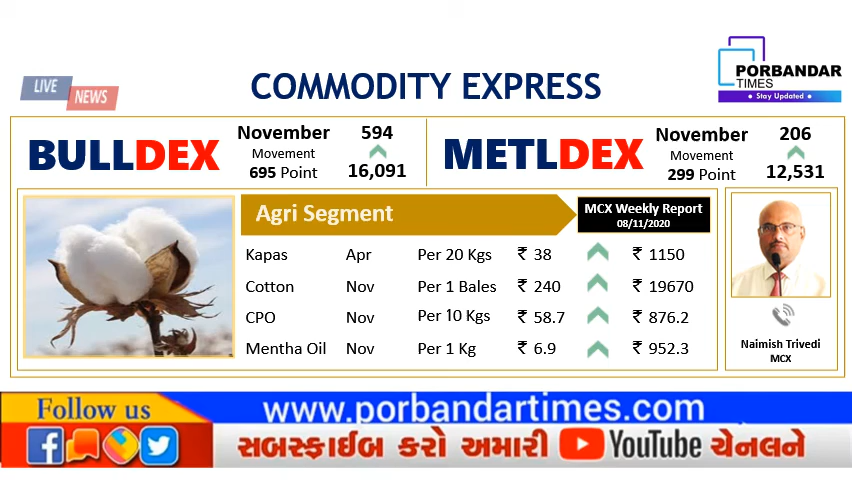 LIVE
NEWS
COMMODITY EXPRESS
PORBANDAR
TIMES
Stay Updated
BULLDEX
November 594
Movement
695 Point 16,091
METLDEX
November 206
Movement
299 Point 12,531
Agri Segment
MCX Weekly Report
08/11/2020
Kapas Apr Per 20 Kgs ₹ 38 ₹ 1150
Cotton Nov Per 1 Bales ₹ 240 ₹ 19670
CPO Nov Per 10 Kgs ₹ 58.7 ₹ 876.2
Mentha Oil Nov Per 1 Kg ₹ 6.9 ₹ 952.3
Naimish Trivedi
MCX
Follow us
www.porbandartimes.com
સબસ્ક્રાઈબ કરો અમારી YouTube ચેનલને